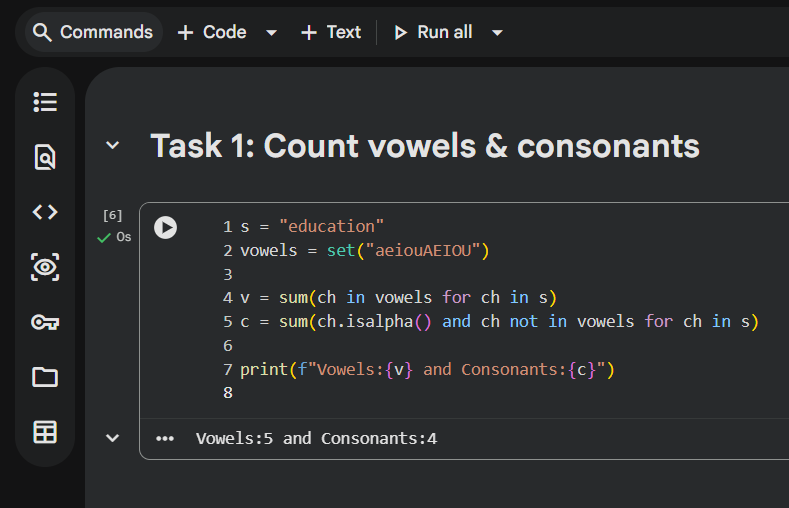 Commands + Code + Text Run all
Task 1: Count vowels & consonants
[6]
0s
1 s = "education"
2 vowels = set("aeiouAEIOU")
3
4 v = sum(ch in vowels for ch in s)
5 c = sum(ch.isalpha() and ch not in vowels for ch in s)
6
7 print(f"Vowels:{v} and Consonants:{c}")
8
Vowels:5 and Consonants:4